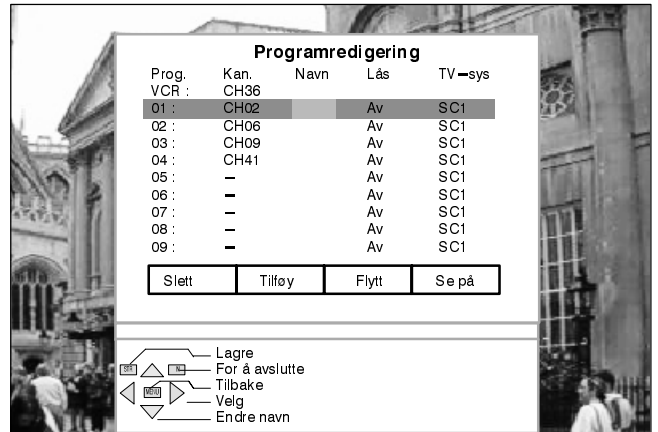 Programredigering
Prog. Kan. Navn Lås TV-sys
VCR : CH36
01 : CH02 Av SC1
02 : CH06 Av SC1
03 : CH09 Av SC1
04 : CH41 Av SC1
05 : – Av SC1
06 : – Av SC1
07 : – Av SC1
08 : – Av SC1
09 : – Av SC1
Slett Tilføy Flytt Se på
Lagre
STR N For å avslutte
Tilbake
MENU Velg
Endre navn